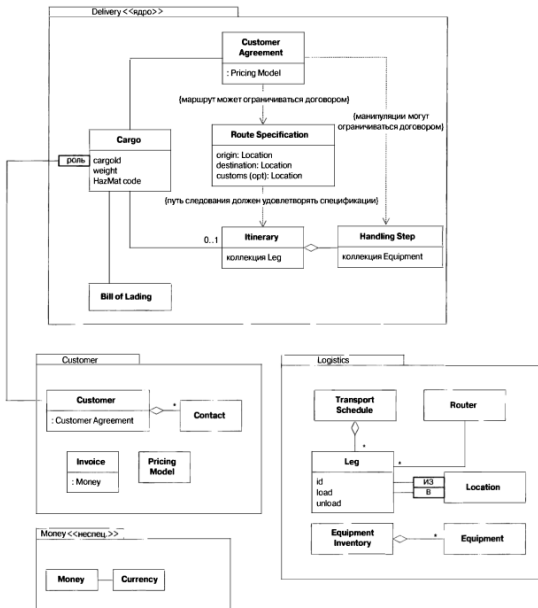 Delivery <<ядро>>
Customer
Agreement
: Pricing Model
{маршрут может ограничиваться договором}
{манипуляции могут
ограничиваться договором}
Cargo
роль
cargoId
weight
HazMat code
Route Specification
origin: Location
destination: Location
customs (opt): Location
{путь следования должен удовлетворять спецификации}
0..1
Itinerary
коллекция Leg
Handling Step
коллекция Equipment
Bill of Lading
Customer
Customer
: Customer Agreement
*
Contact
Invoice
: Money
Pricing
Model
Logistics
Transport
Schedule
Router
*
*
Leg
id
load
unload
ИЗ
В
Location
Equipment
Inventory
*
Equipment
Money <<неспец.>>
Money
Currency